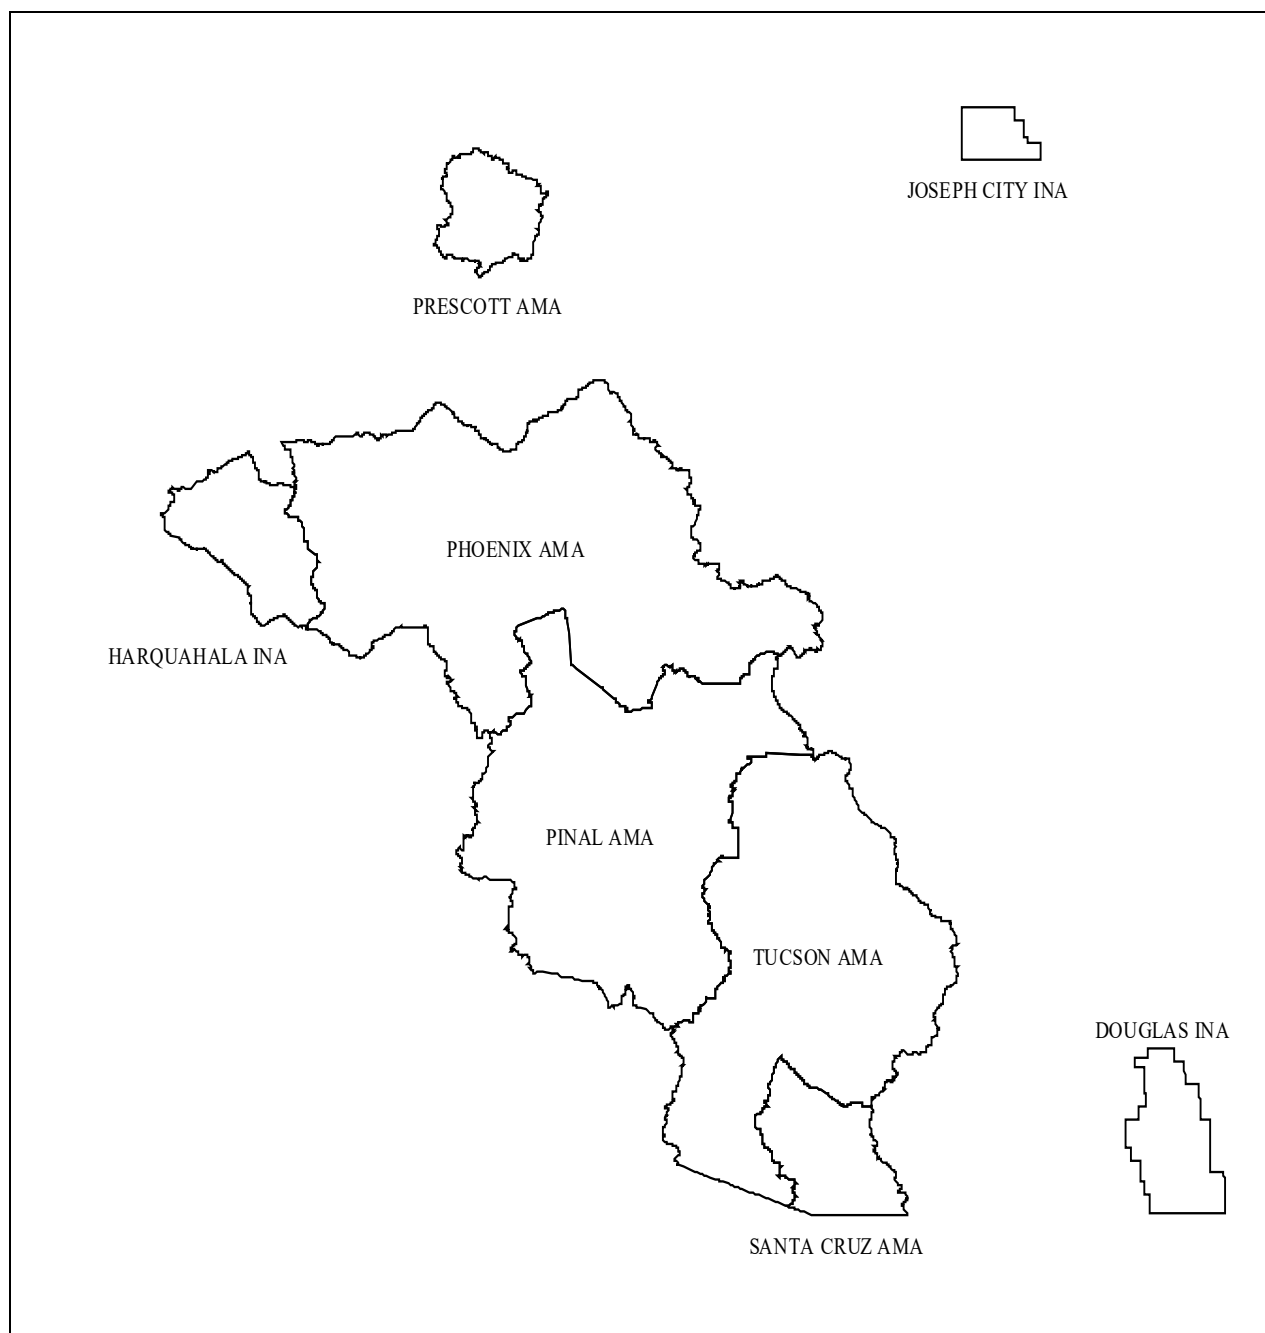 JOSEPH CITY INA
PRESCOTT AMA
PHOENIX AMA
HARQUAHALA INA
PINAL AMA
TUCSON AMA
DOUGLAS INA
SANTA CRUZ AMA